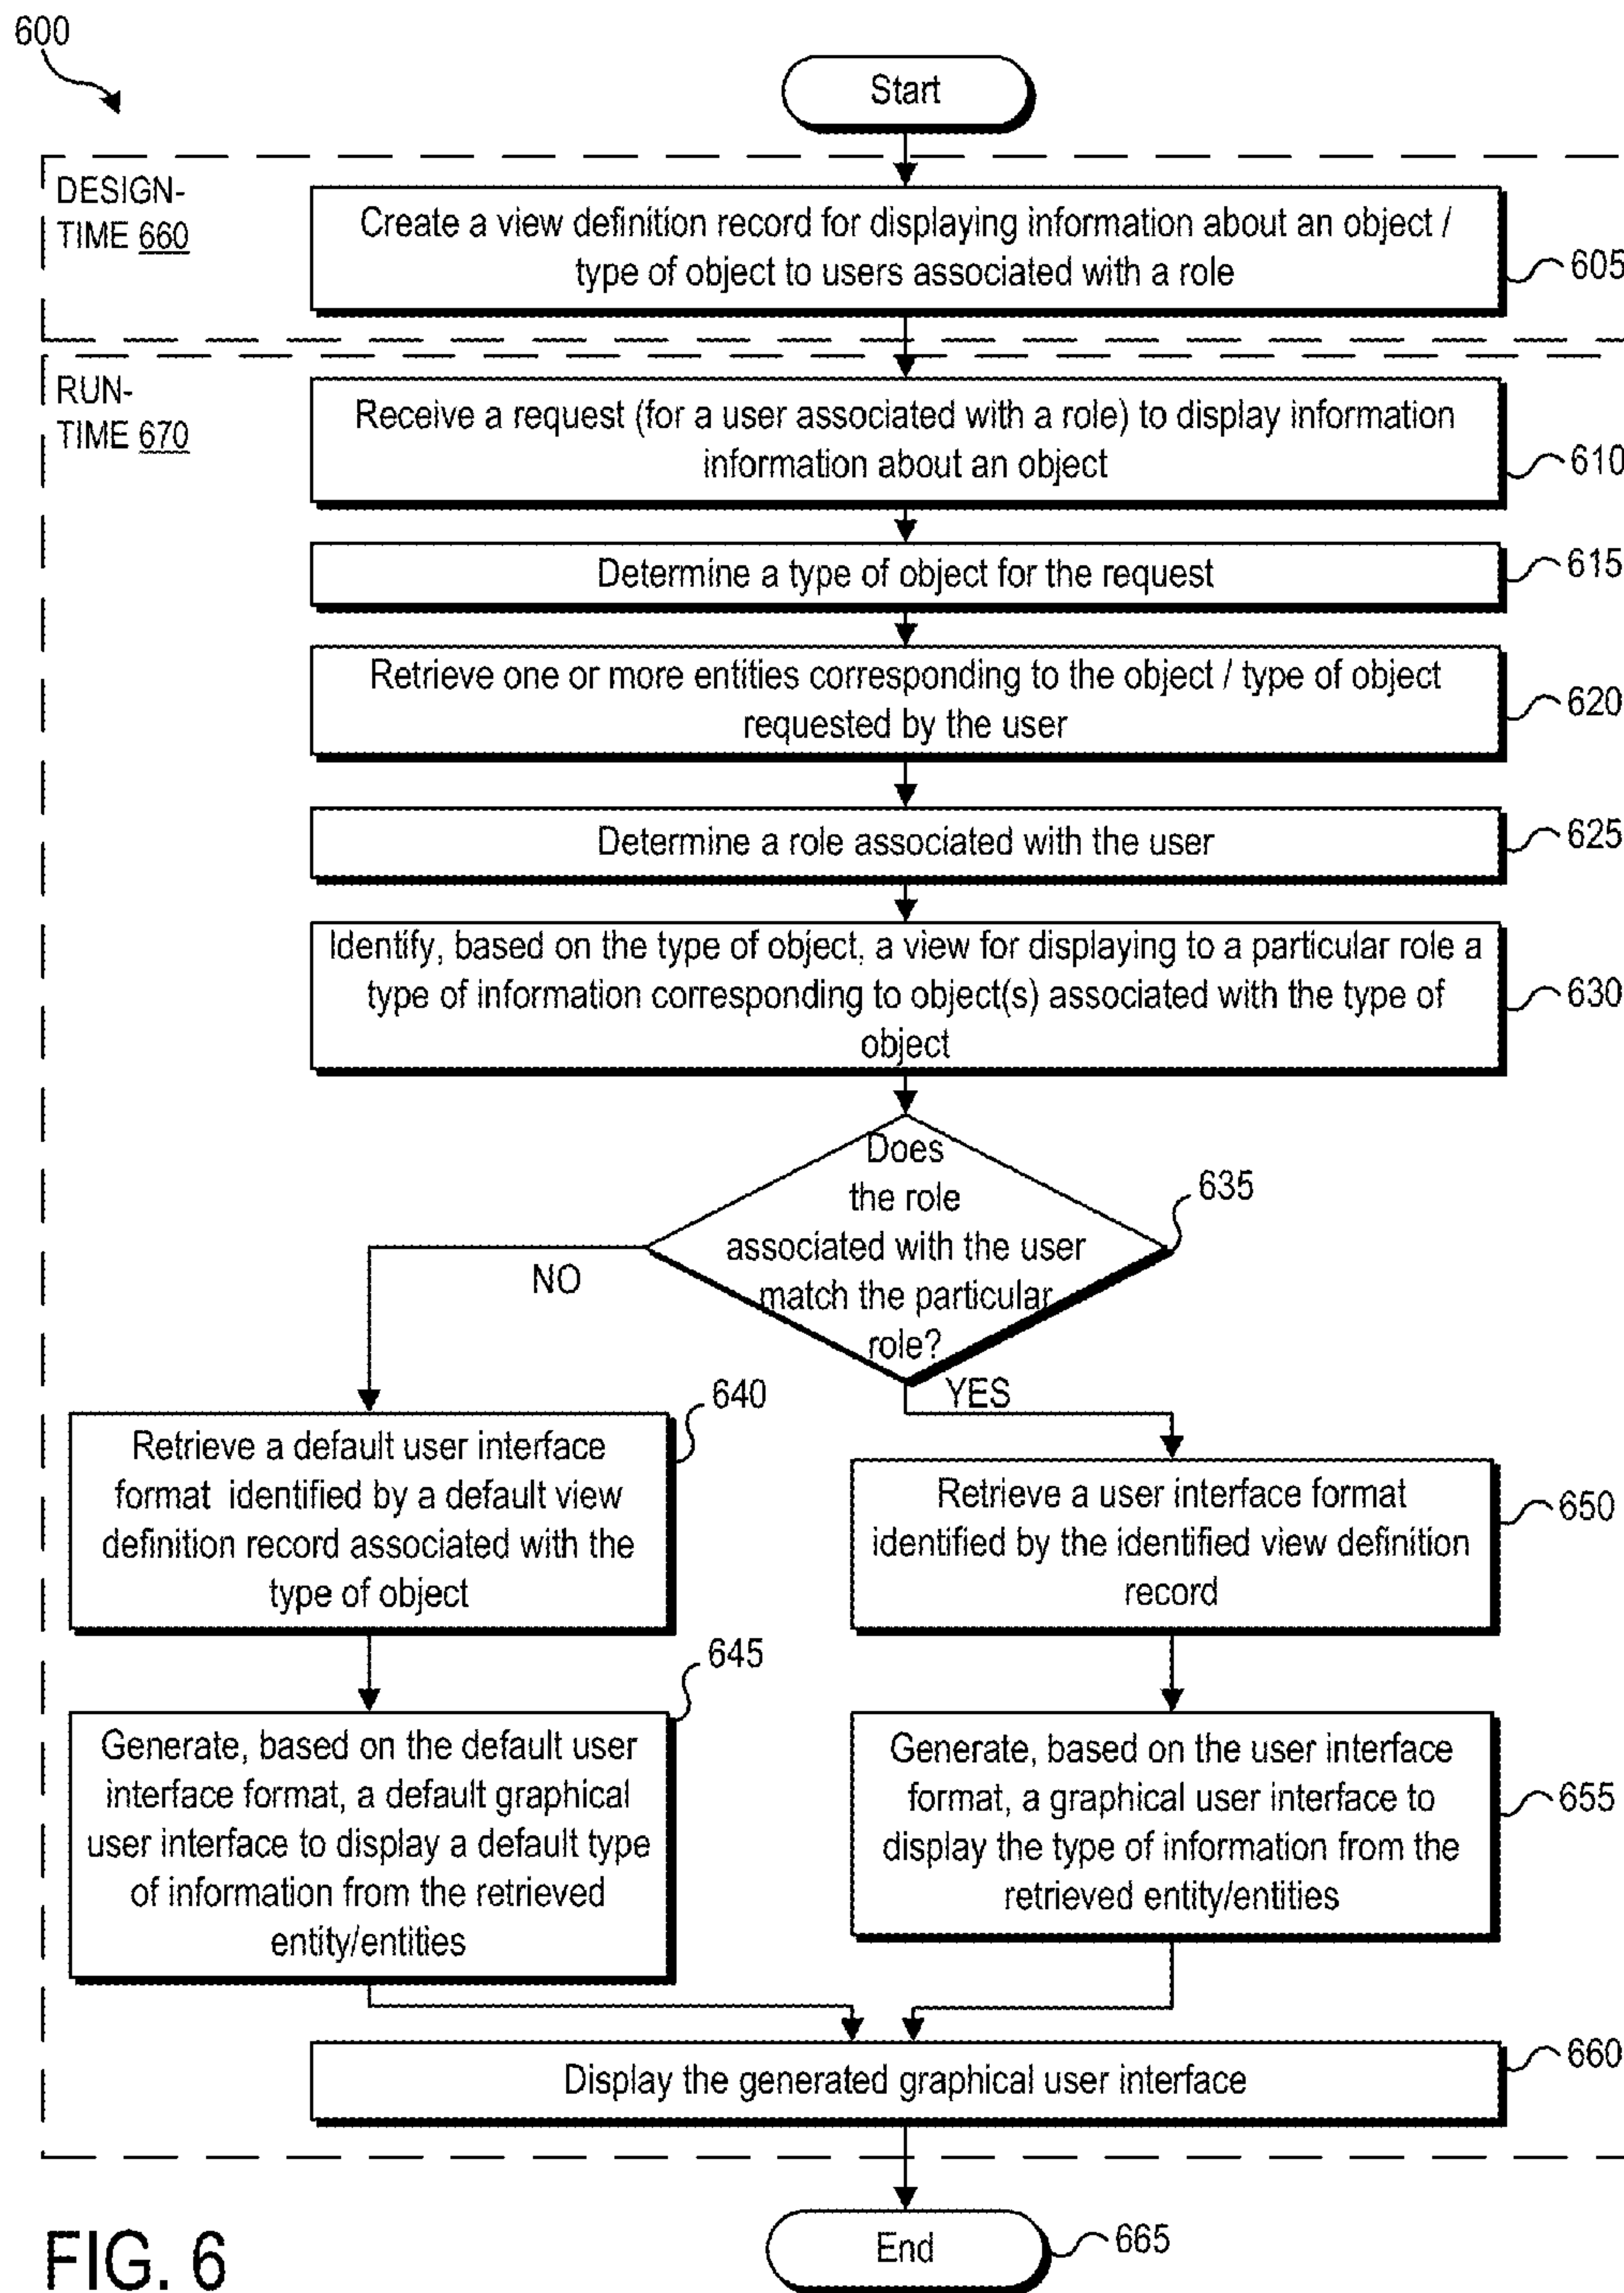 600
Start
DESIGN-
TIME 660
Create a view definition record for displaying information about an object /
type of object to users associated with a role
605
RUN-
TIME 670
Receive a request (for a user associated with a role) to display information
information about an object
610
Determine a type of object for the request
615
Retrieve one or more entities corresponding to the object / type of object
requested by the user
620
Determine a role associated with the user
625
Identify, based on the type of object, a view for displaying to a particular role a
type of information corresponding to object(s) associated with the type of
object
630
Does
the role
associated with the user
match the particular
role?
635
NO
YES
640
Retrieve a default user interface
format identified by a default view
definition record associated with the
type of object
Retrieve a user interface format
identified by the identified view definition
record
650
645
Generate, based on the default user
interface format, a default graphical
user interface to display a default type
of information from the retrieved
entity/entities
Generate, based on the user interface
format, a graphical user interface to
display the type of information from the
retrieved entity/entities
655
Display the generated graphical user interface
660
End
665
FIG. 6